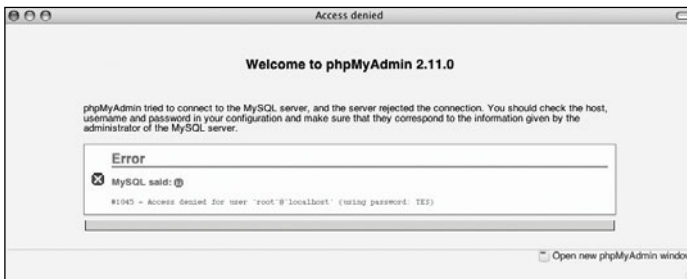 Access denied
Welcome to phpMyAdmin 2.11.0
phpMyAdmin tried to connect to the MySQL server, and the server rejected the connection. You should check the host,
username and password in your configuration and make sure that they correspond to the information given by the
administrator of the MySQL server.
Error
MySQL said:
#1045 - Access denied for user 'root'@'localhost' (using password: YES)
Open new phpMyAdmin window